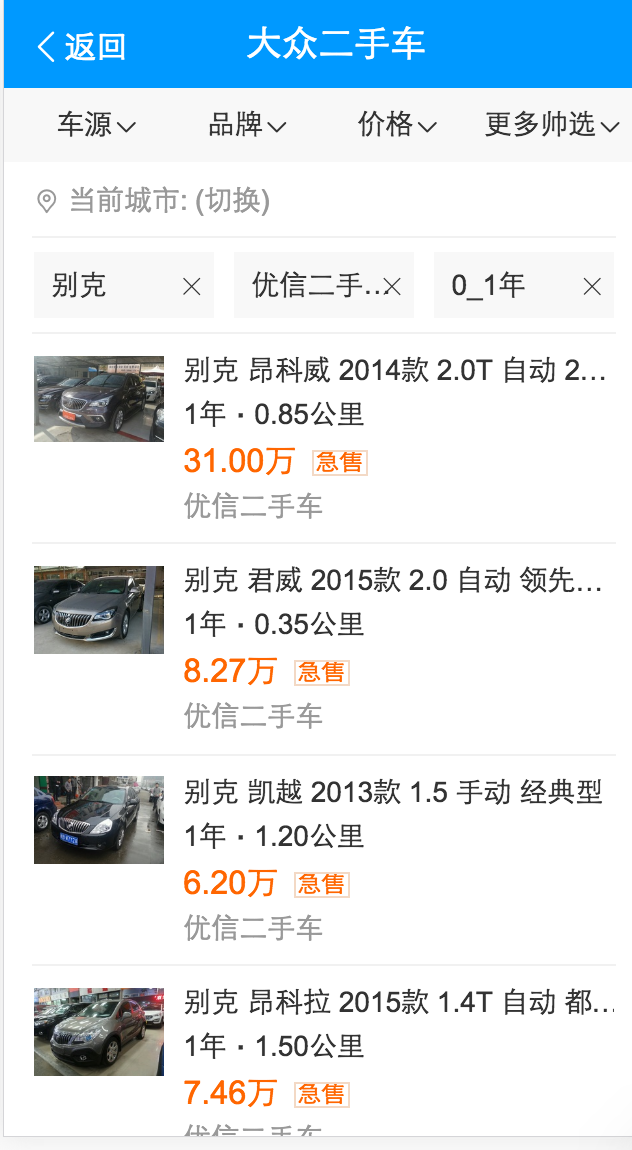 返回 大众二手车
车源 品牌 价格 更多帅选
当前城市: (切换)
别克 优信二手... 0_1年
别克 昂科威 2014款 2.0T 自动 2...
1年 · 0.85公里
31.00万 急售
优信二手车
别克 君威 2015款 2.0 自动 领先...
1年 · 0.35公里
8.27万 急售
优信二手车
别克 凯越 2013款 1.5 手动 经典型
1年 · 1.20公里
6.20万 急售
优信二手车
别克 昂科拉 2015款 1.4T 自动 都...
1年 · 1.50公里
7.46万 急售
优信二手车